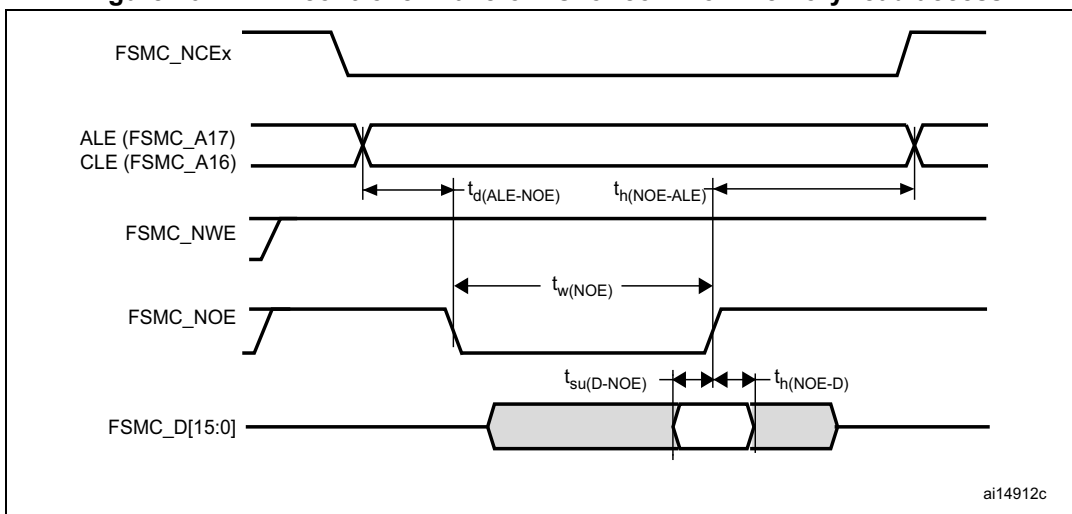 FSMC_NCEx
ALE (FSMC_A17)
CLE (FSMC_A16)
td(ALE-NOE)
th(NOE-ALE)
FSMC_NWE
tw(NOE)
FSMC_NOE
tsu(D-NOE)
th(NOE-D)
FSMC_D[15:0]
ai14912c